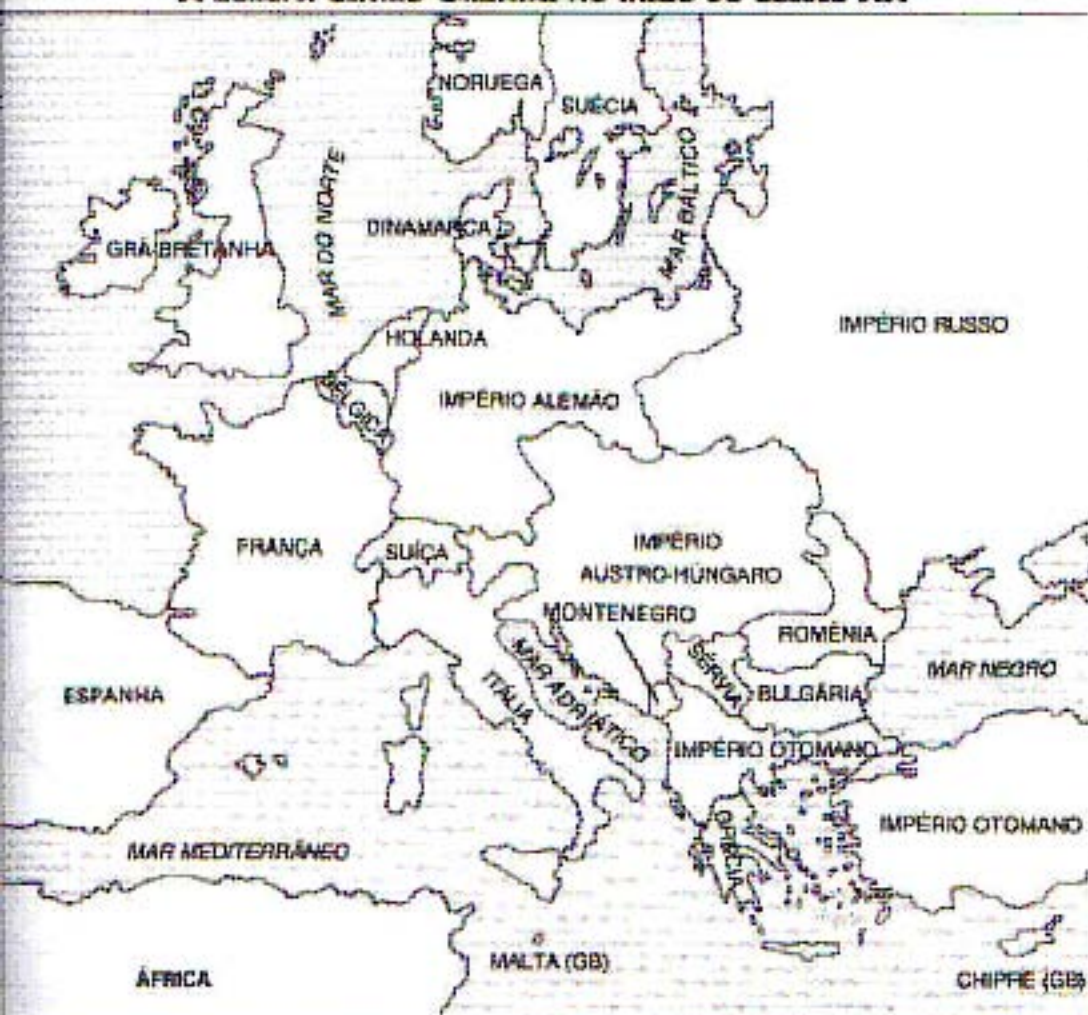 NORUEGA
SUÉCIA
MAR DO NORTE
MAR BÁLTICO
DINAMARCA
GRÃ-BRETANHA
IMPÉRIO RUSSO
HOLANDA
BÉLGICA
IMPÉRIO ALEMÃO
FRANÇA
SUÍÇA
IMPÉRIO
AUSTRO-HÚNGARO
MONTENEGRO
ROMÊNIA
SÉRVIA
MAR NEGRO
ESPANHA
ITÁLIA
MAR ADRIÁTICO
BULGÁRIA
IMPÉRIO OTOMANO
IMPÉRIO OTOMANO
GRÉCIA
MAR MEDITERRÂNEO
MALTA (GB)
ÁFRICA
CHIPRE (GB)